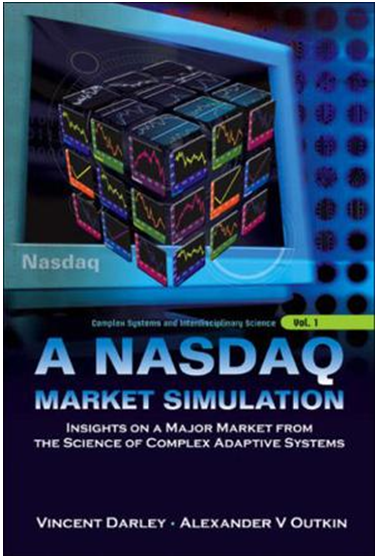 Nasdaq
Complex Systems and Interdisciplinary Science Vol. 1
A NASDAQ
MARKET SIMULATION
INSIGHTS ON A MAJOR MARKET FROM
THE SCIENCE OF COMPLEX ADAPTIVE SYSTEMS
VINCENT DARLEY · ALEXANDER V OUTKIN